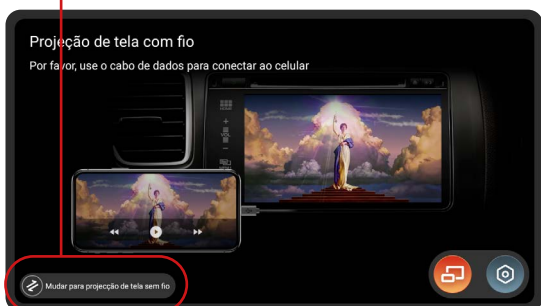 Projeção de tela com fio
Por favor, use o cabo de dados para conectar ao celular
VOL
Mudar para projecção de tela sem fio